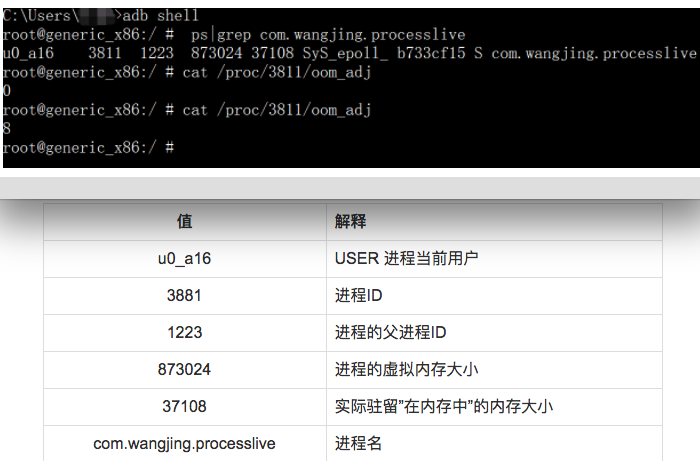 C:\Users\ >adb shell
root@generic_x86:/ # ps|grep com.wangjing.processlive
u0_a16 3811 1223 873024 37108 SyS_epoll_ b733cf15 S com.wangjing.processlive
root@generic_x86:/ # cat /proc/3811/oom_adj
0
root@generic_x86:/ # cat /proc/3811/oom_adj
8
root@generic_x86:/ #
值 解释
u0_a16 USER 进程当前用户
3881 进程ID
1223 进程的父进程ID
873024 进程的虚拟内存大小
37108 实际驻留”在内存中”的内存大小
com.wangjing.processlive 进程名